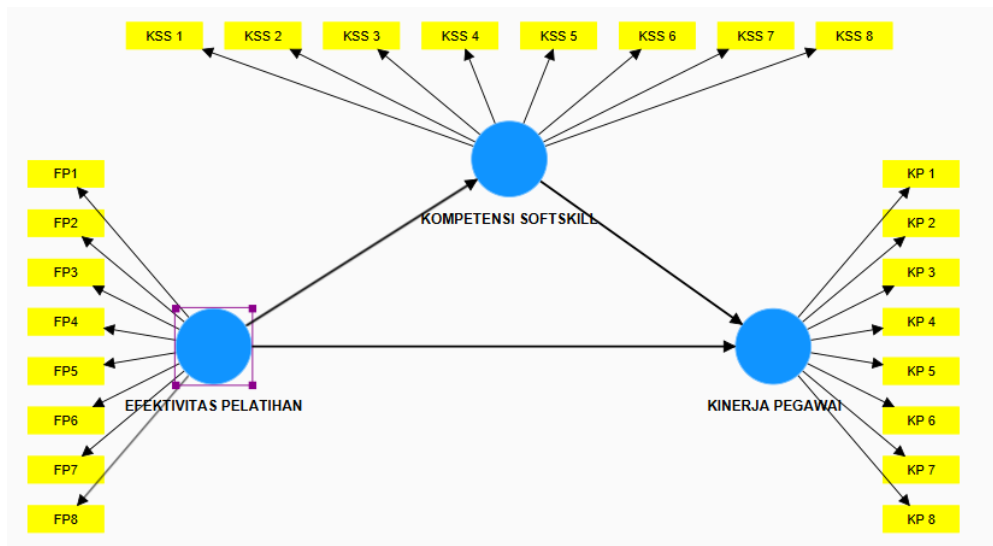 KSS 1
KSS 2
KSS 3
KSS 4
KSS 5
KSS 6
KSS 7
KSS 8
KOMPETENSI SOFTSKILL
FP1
FP2
FP3
FP4
FP5
FP6
FP7
FP8
EFEKTIVITAS PELATIHAN
KP 1
KP 2
KP 3
KP 4
KP 5
KP 6
KP 7
KP 8
KINERJA PEGAWAI